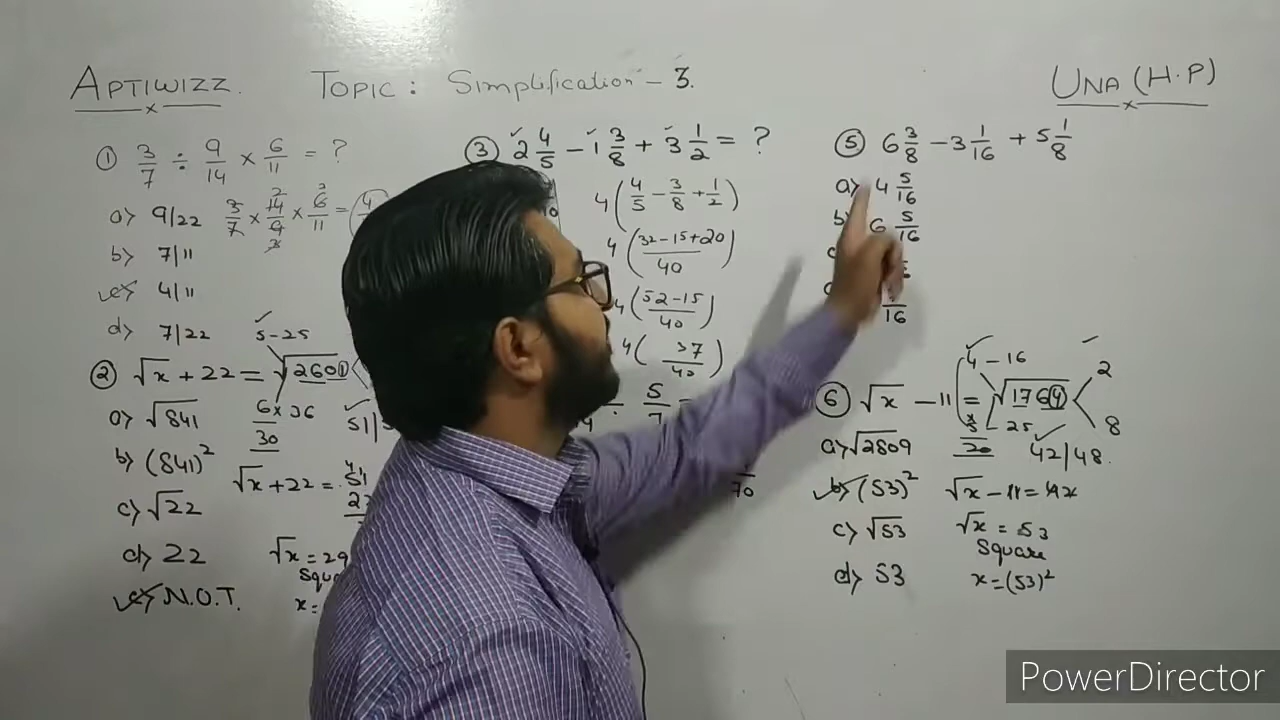 APTIWIZZ. TOPIC : Simplification - 3. UNA (H.P)
① 3/7 ÷ 9/14 × 6/11 = ?
a> 9/22 3/7 × 14/9 × 6/11 = 4
b> 7/11
c> 4/11
d> 7/22
② √x + 22 = √2601
5-25
a> √841 6 × 36
30
51|5
b> (841)²
√x + 22 = 51
c> √22
d> 22 √x = 29
e> N.O.T. x =
③ 2 4/5 - 1 3/8 + 3 1/2 = ?
4(4/5 - 3/8 + 1/2)
4(32-15+20/40)
4(52-15/40)
4(37/40)
5/7
70
⑤ 6 3/8 - 3 1/16 + 5 1/8
a> 4 5/16
b> 6 5/16
16
⑥ √x - 11 = √1764
4 - 16
2
8
25
20
42|48.
a> √2809
b> (53)² √x - 11 = 42
c> √53 √x = 53
Square
d> 53 x = (53)²
PowerDirector